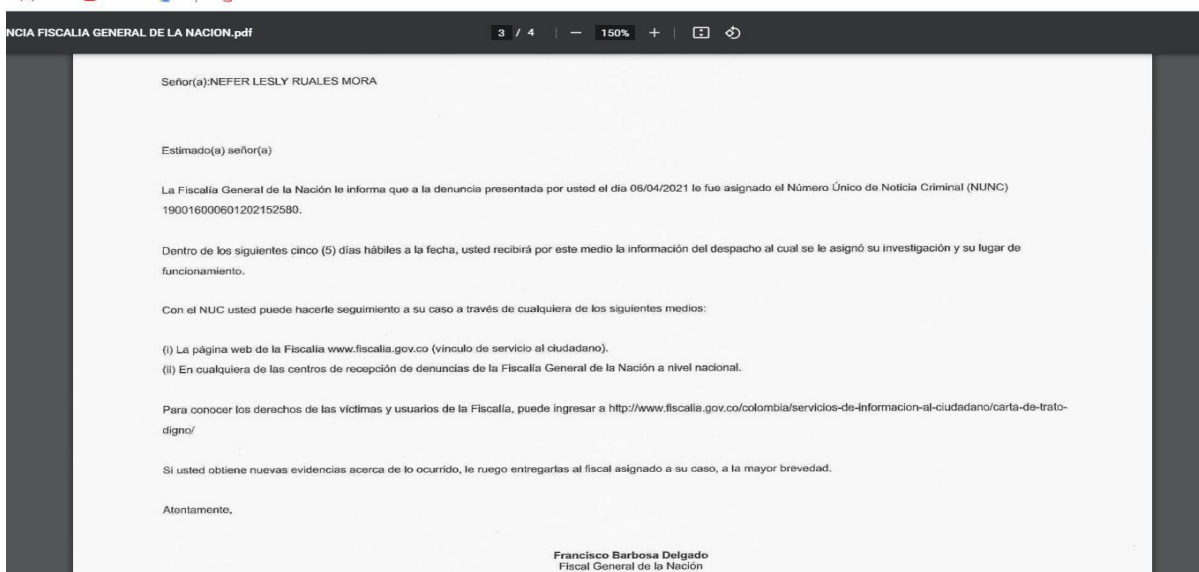 NCIA FISCALIA GENERAL DE LA NACION.pdf
3 / 4 | — 150% + |
Señor(a):NEFER LESLY RUALES MORA
Estimado(a) señor(a)
La Fiscalía General de la Nación le informa que a la denuncia presentada por usted el día 06/04/2021 le fue asignado el Número Único de Noticia Criminal (NUNC)
190016000601202152580.
Dentro de los siguientes cinco (5) días hábiles a la fecha, usted recibirá por este medio la información del despacho al cual se le asignó su investigación y su lugar de
funcionamiento.
Con el NUC usted puede hacerle seguimiento a su caso a través de cualquiera de los siguientes medios:
(i) La página web de la Fiscalía www.fiscalia.gov.co (vínculo de servicio al ciudadano).
(ii) En cualquiera de las centros de recepción de denuncias de la Fiscalía General de la Nación a nivel nacional.
Para conocer los derechos de las víctimas y usuarios de la Fiscalía, puede ingresar a http://www.fiscalia.gov.co/colombia/servicios-de-informacion-al-ciudadano/carta-de-trato-
digno/
Si usted obtiene nuevas evidencias acerca de lo ocurrido, le ruego entregarlas al fiscal asignado a su caso, a la mayor brevedad.
Atentamente,
Francisco Barbosa Delgado
Fiscal General de la Nación